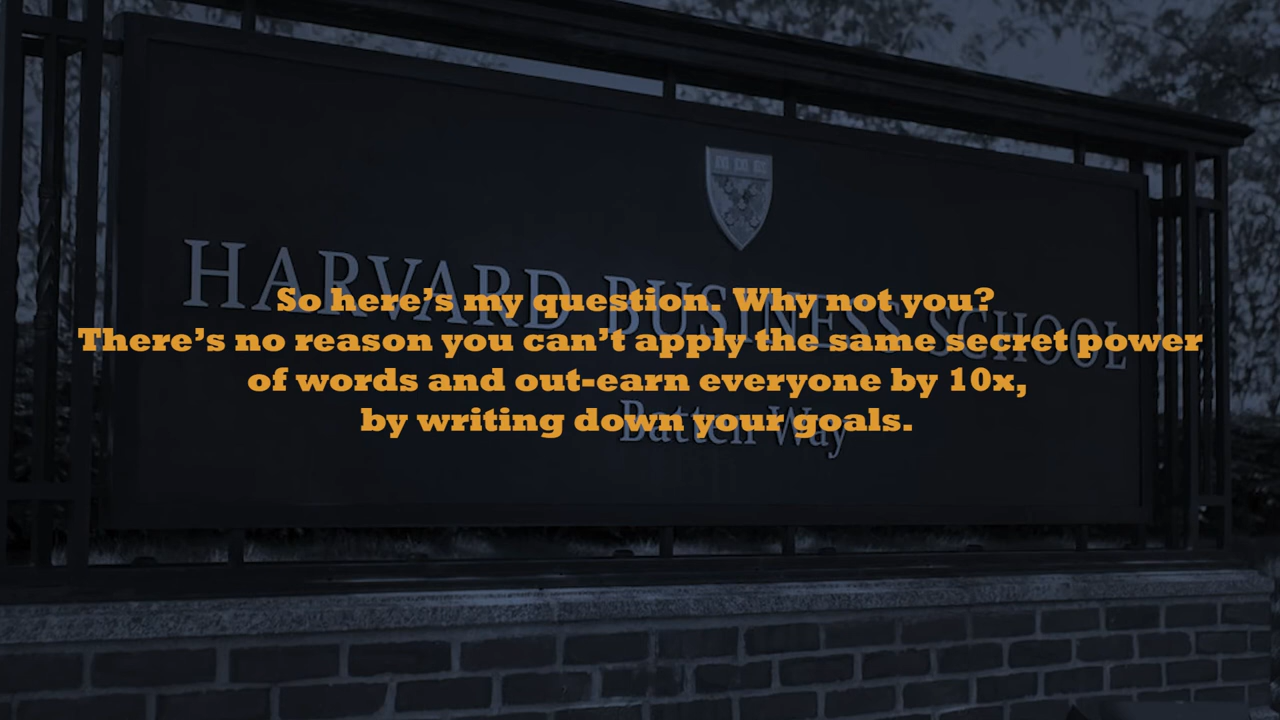 HARVARD BUSINESS SCHOOL
Batten Way
So here's my question. Why not you?
There's no reason you can't apply the same secret power
of words and out-earn everyone by 10x,
by writing down your goals.